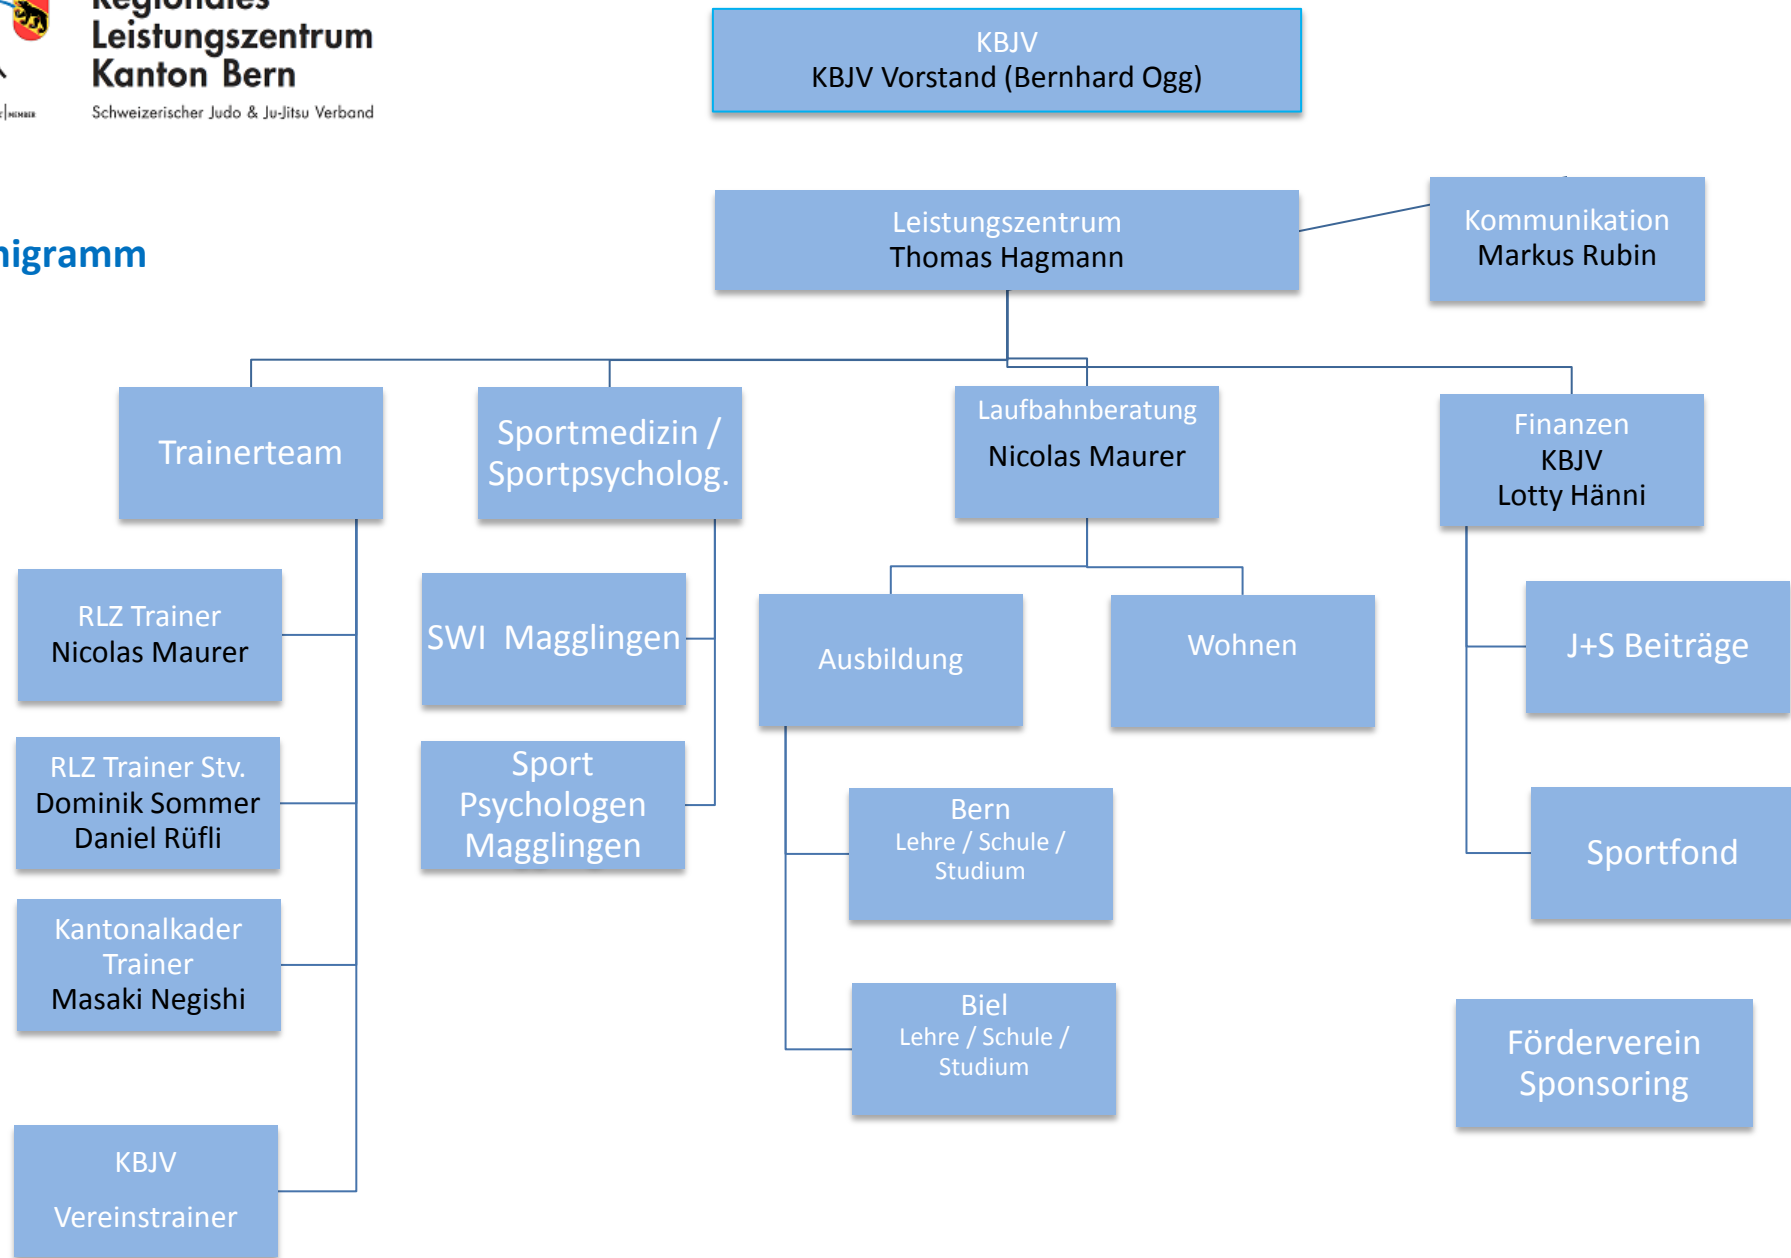 Regionales
Leistungszentrum
Kanton Bern
Schweizerischer Judo & Ju-Jitsu Verband
MEMBER
KBJV
KBJV Vorstand (Bernhard Ogg)
nigramm
Leistungszentrum
Thomas Hagmann
Kommunikation
Markus Rubin
Trainerteam
Sportmedizin /
Sportpsycholog.
Laufbahnberatung
Nicolas Maurer
Finanzen
KBJV
Lotty Hänni
RLZ Trainer
Nicolas Maurer
SWI  Magglingen
Ausbildung
Wohnen
J+S Beiträge
RLZ Trainer Stv.
Dominik Sommer
Daniel Rüfli
Sport
Psychologen
Magglingen
Bern
Lehre / Schule /
Studium
Sportfond
Kantonalkader
Trainer
Masaki Negishi
Biel
Lehre / Schule /
Studium
Förderverein
Sponsoring
KBJV
Vereinstrainer